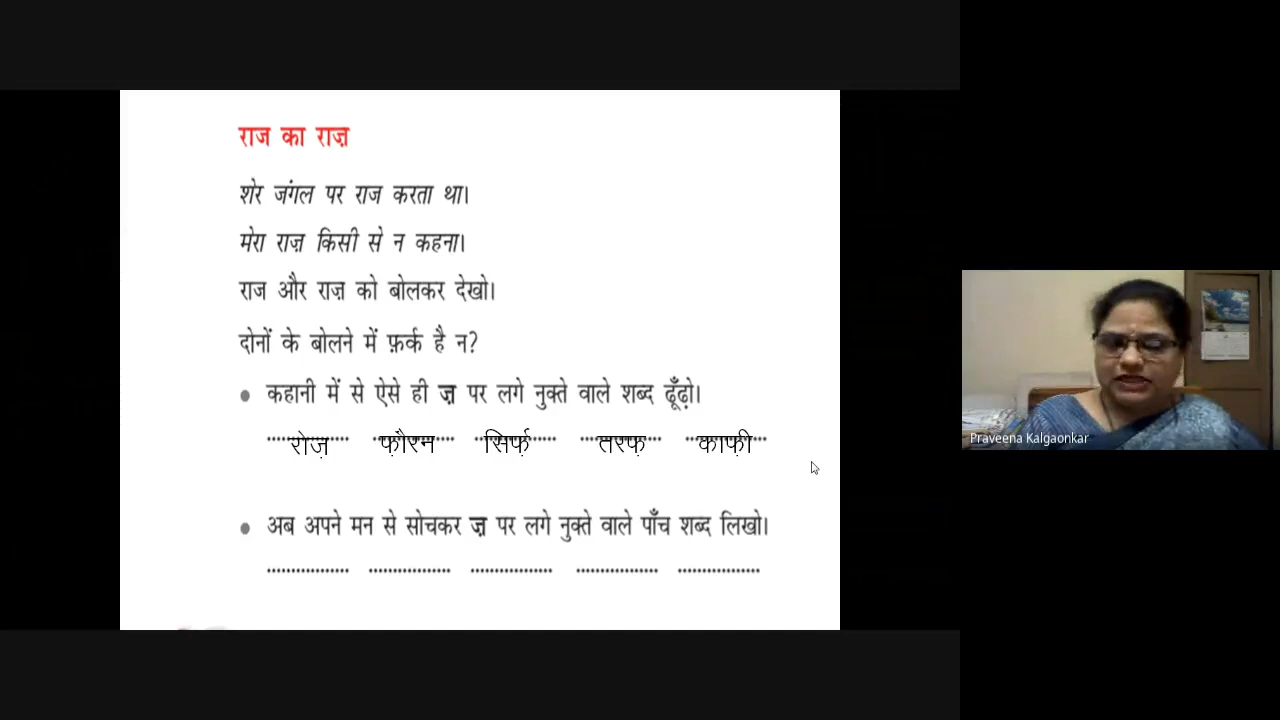 राज का राज़
शेर जंगल पर राज करता था।
मेरा राज़ किसी से न कहना।
राज और राज़ को बोलकर देखो।
दोनों के बोलने में फ़र्क है न?
● कहानी में से ऐसे ही ज़ पर लगे नुक्ते वाले शब्द ढूँढ़ो।
रोज़ फ़ौरन सिर्फ़ तरफ़ काफ़ी
● अब अपने मन से सोचकर ज़ पर लगे नुक्ते वाले पाँच शब्द लिखो।
................. ................. ................. ................. .................
Praveena Kalgaonkar